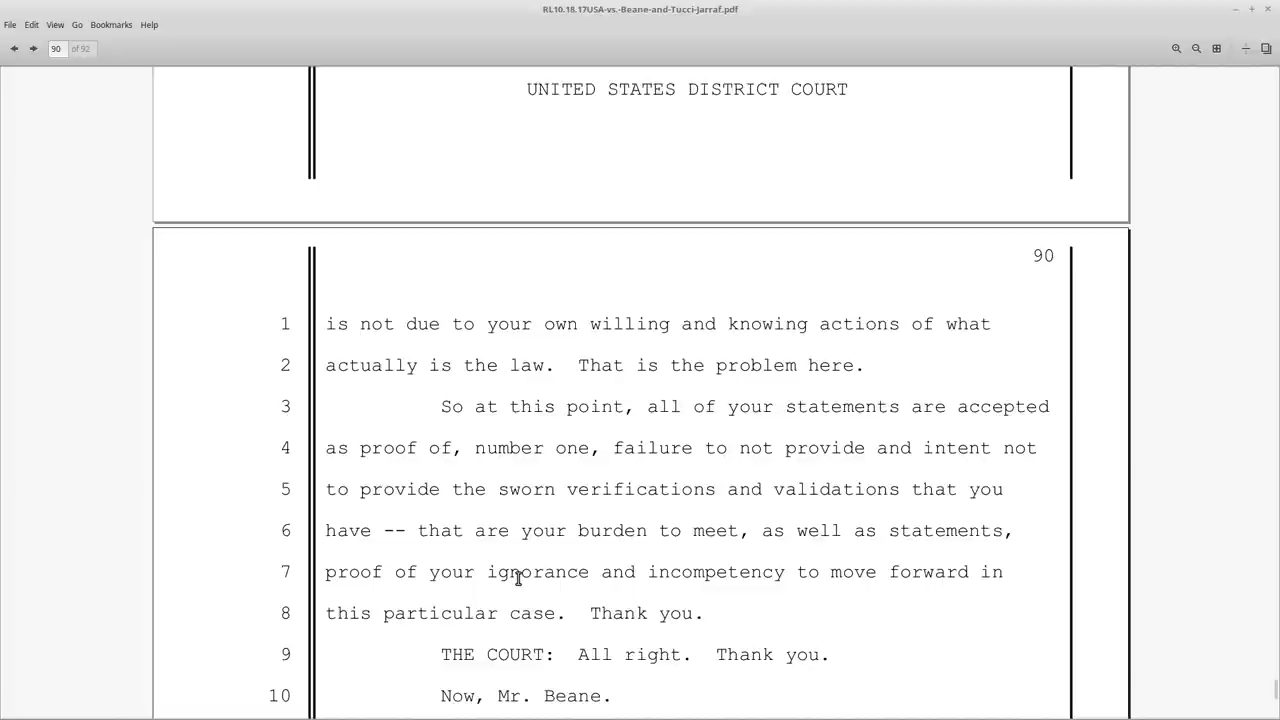 RL10.18.17USA-vs.-Beane-and-Tucci-Jarraf.pdf
File Edit View Go Bookmarks Help
90 of 92
UNITED STATES DISTRICT COURT
90
1 is not due to your own willing and knowing actions of what
2 actually is the law. That is the problem here.
3 So at this point, all of your statements are accepted
4 as proof of, number one, failure to not provide and intent not
5 to provide the sworn verifications and validations that you
6 have -- that are your burden to meet, as well as statements,
7 proof of your ignorance and incompetency to move forward in
8 this particular case. Thank you.
9 THE COURT: All right. Thank you.
10 Now, Mr. Beane.